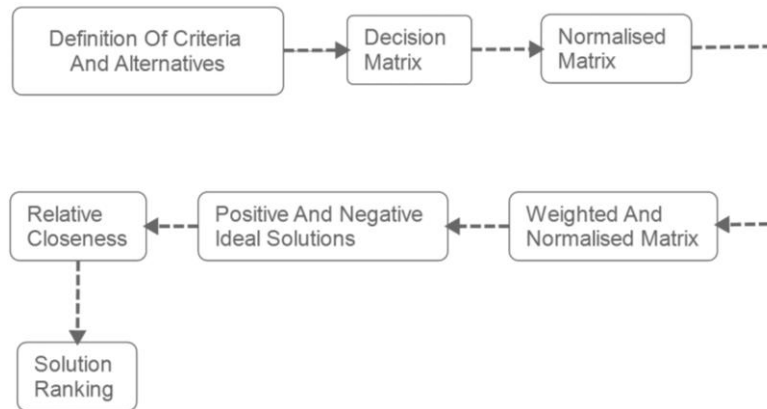 Definition Of Criteria
And Alternatives
Decision
Matrix
Normalised
Matrix
Weighted And
Normalised Matrix
Positive And Negative
Ideal Solutions
Relative
Closeness
Solution
Ranking